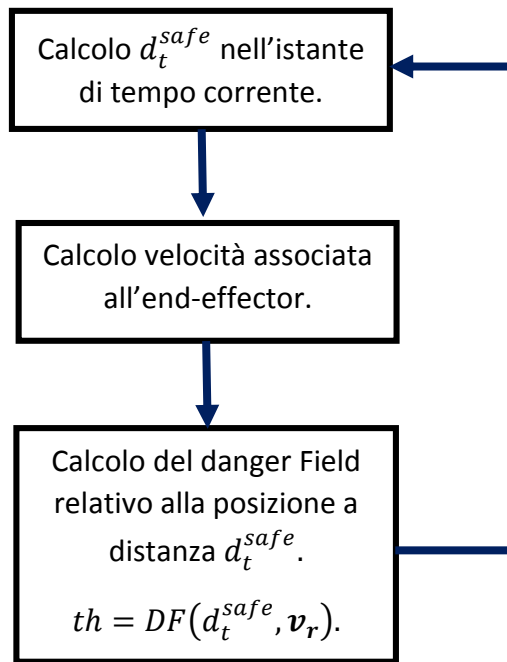 Calcolo $d_t^{safe}$ nell’istante
di tempo corrente.
Calcolo velocità associata
all’end-effector.
Calcolo del danger Field
relativo alla posizione a
distanza $d_t^{safe}$.
$th = DF(d_t^{safe}, \boldsymbol{v_r})$.